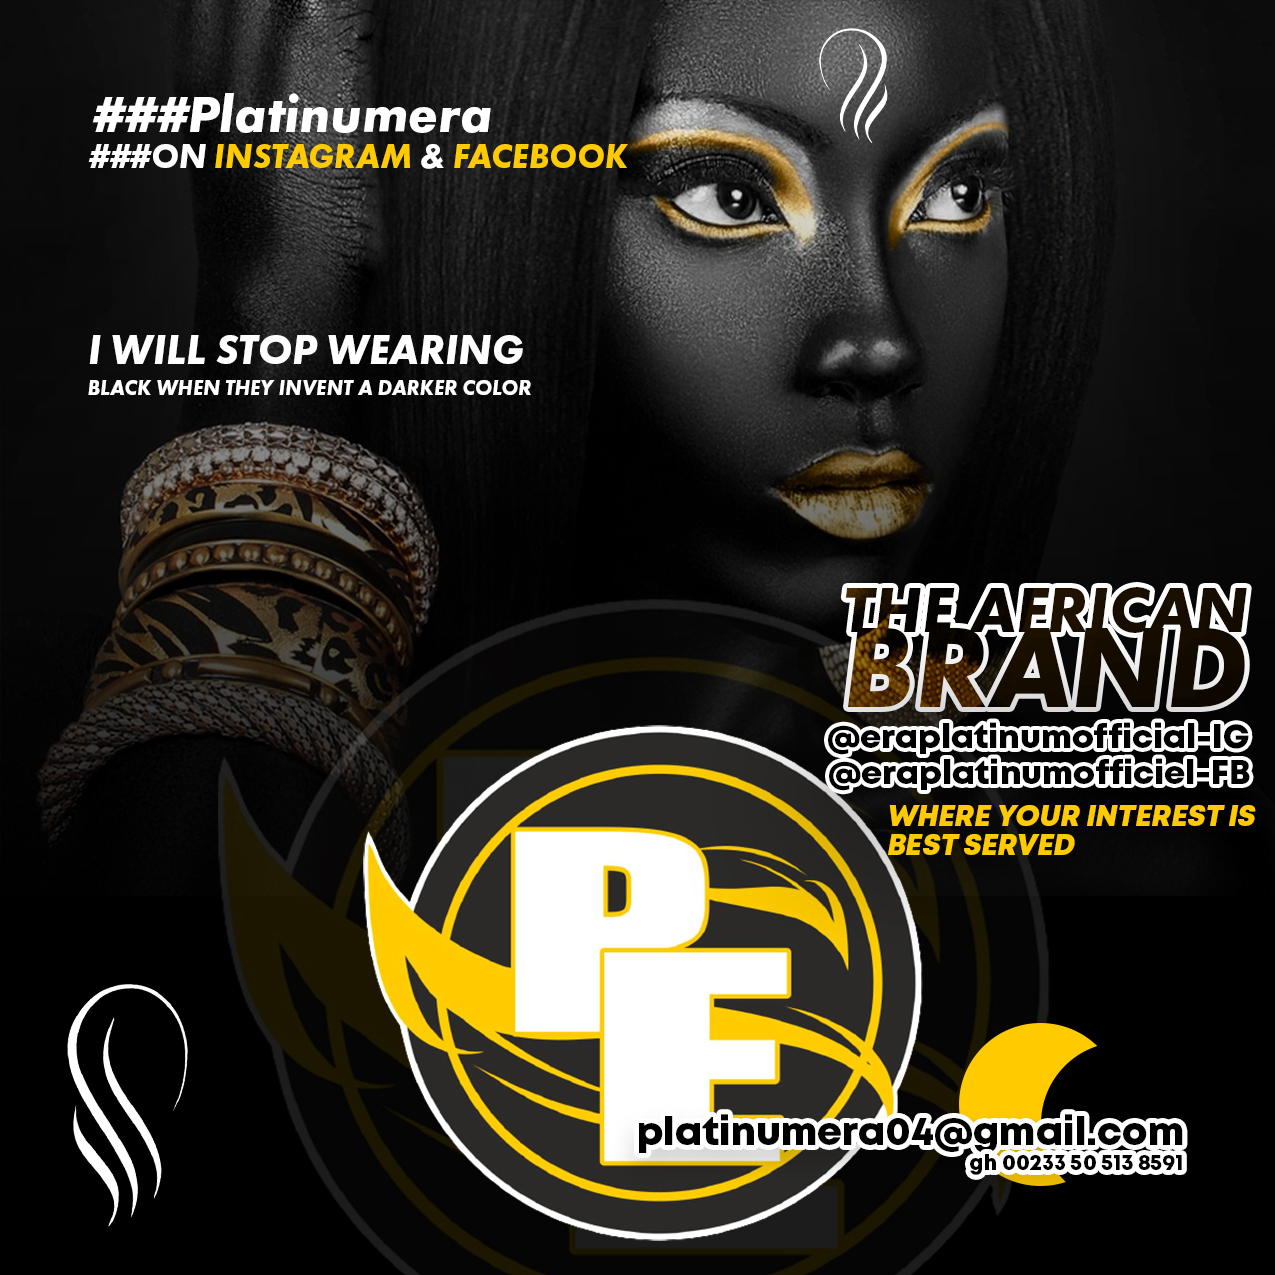 ###Platinumera
###ON INSTAGRAM & FACEBOOK
I WILL STOP WEARING
BLACK WHEN THEY INVENT A DARKER COLOR
THE AFRICAN
BRAND
@eraplatinumofficial-IG
@eraplatinumofficiel-FB
WHERE YOUR INTEREST IS
BEST SERVED
PE
platinumera04@gmail.com
gh 00233 50 513 8591